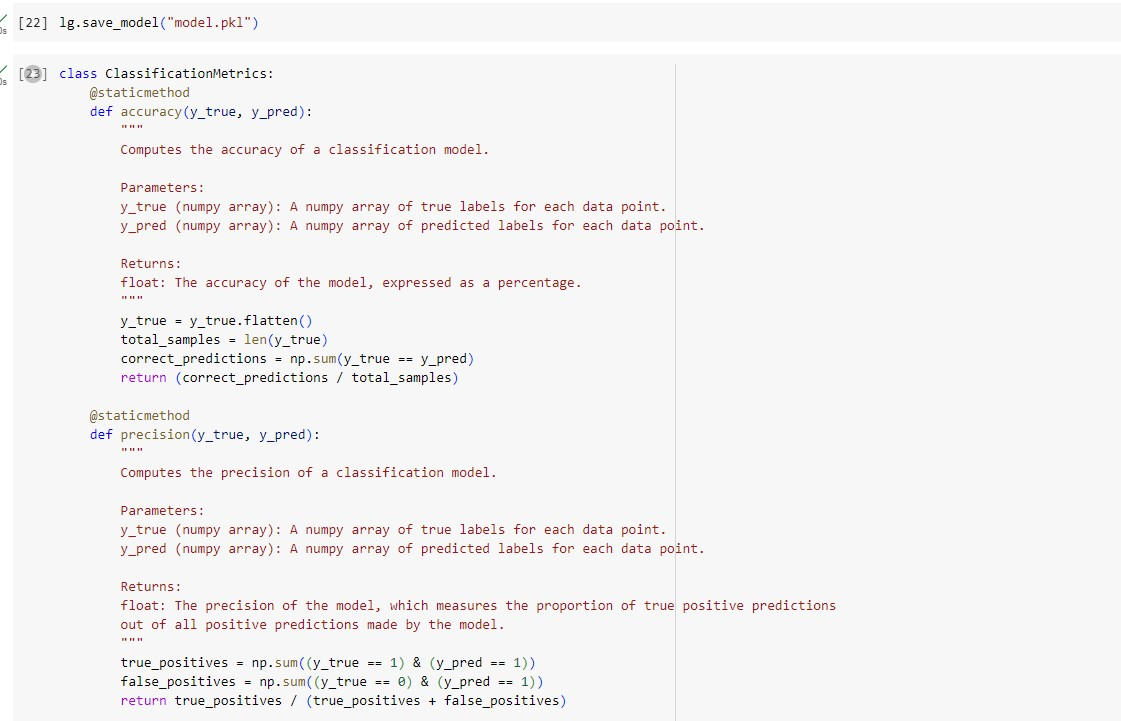 [22] lg.save_model("model.pkl")
[23] class ClassificationMetrics:
@staticmethod
def accuracy(y_true, y_pred):
"""
Computes the accuracy of a classification model.
Parameters:
y_true (numpy array): A numpy array of true labels for each data point.
y_pred (numpy array): A numpy array of predicted labels for each data point.
Returns:
float: The accuracy of the model, expressed as a percentage.
"""
y_true = y_true.flatten()
total_samples = len(y_true)
correct_predictions = np.sum(y_true == y_pred)
return (correct_predictions / total_samples)
@staticmethod
def precision(y_true, y_pred):
"""
Computes the precision of a classification model.
Parameters:
y_true (numpy array): A numpy array of true labels for each data point.
y_pred (numpy array): A numpy array of predicted labels for each data point.
Returns:
float: The precision of the model, which measures the proportion of true positive predictions
out of all positive predictions made by the model.
"""
true_positives = np.sum((y_true == 1) & (y_pred == 1))
false_positives = np.sum((y_true == 0) & (y_pred == 1))
return true_positives / (true_positives + false_positives)